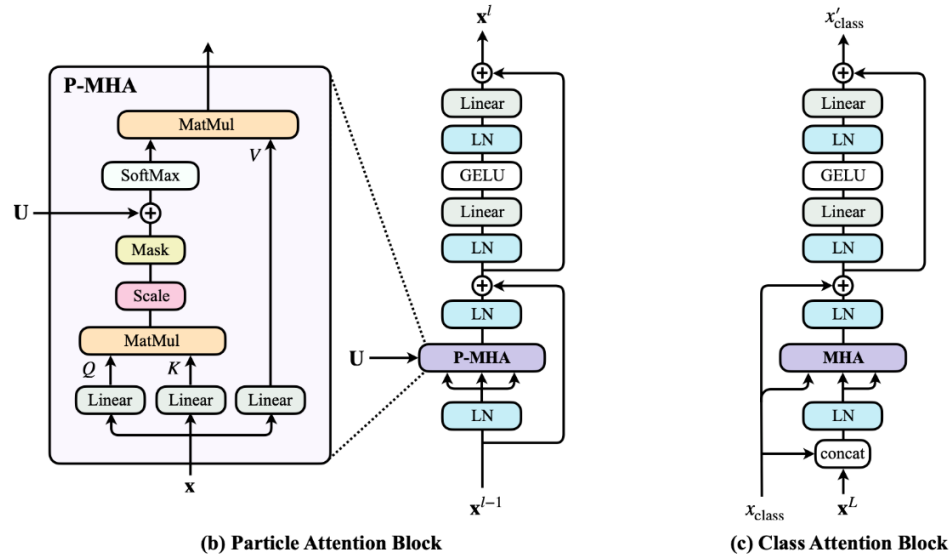 P-MHA
MatMul
V
SoftMax
U
Mask
Scale
MatMul
Q
K
Linear
Linear
Linear
x
x^l
Linear
LN
GELU
Linear
LN
LN
U
P-MHA
LN
x^{l−1}
(b) Particle Attention Block
x′_class
Linear
LN
GELU
Linear
LN
LN
MHA
LN
concat
x_class
x^L
(c) Class Attention Block